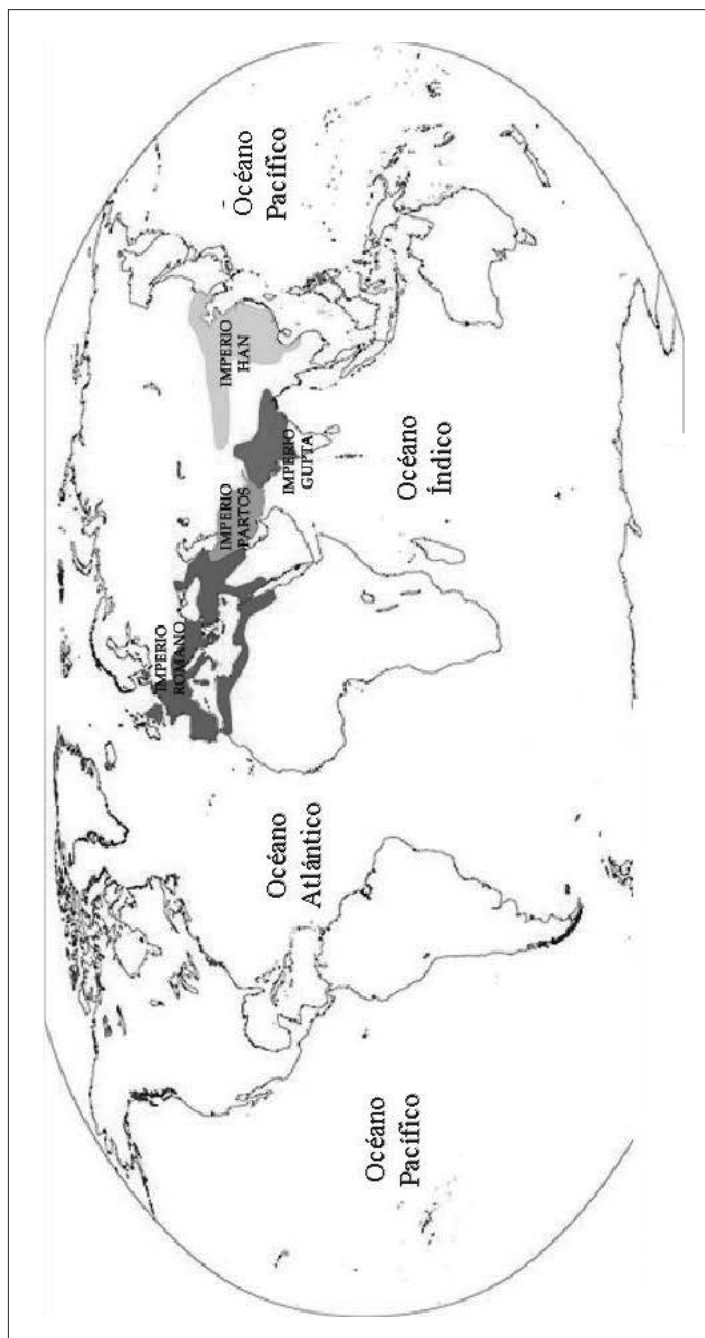 Océano
Pacífico
IMPERIO
HAN
IMPERIO
GUPTA
IMPERIO
PARTOS
IMPERIO
ROMANO
Océano
Índico
Océano
Atlántico
Océano
Pacífico